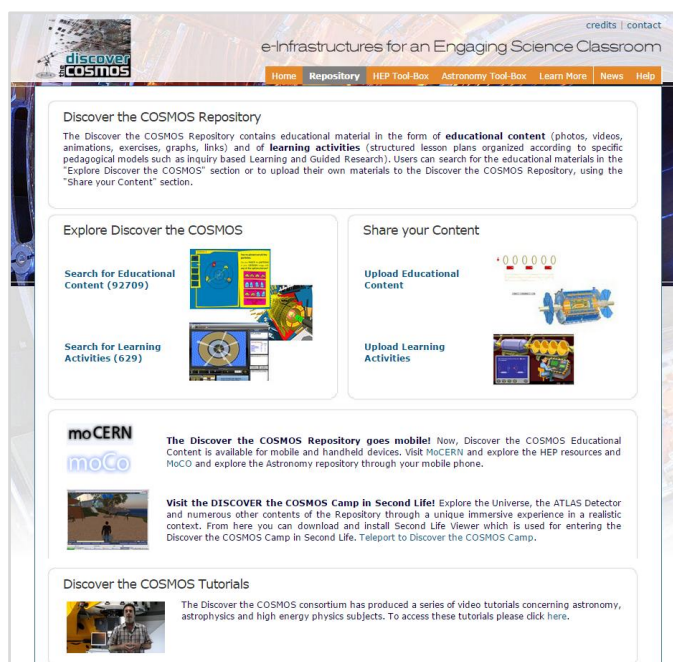 credits | contact
discover
the COSMOS
e-Infrastructures for an Engaging Science Classroom
Home Repository HEP Tool-Box Astronomy Tool-Box Learn More News Help
Discover the COSMOS Repository
The Discover the COSMOS Repository contains educational material in the form of educational content (photos, videos,
animations, exercises, graphs, links) and of learning activities (structured lesson plans organized according to specific
pedagogical models such as inquiry based Learning and Guided Research). Users can search for the educational materials in the
"Explore Discover the COSMOS" section or to upload their own materials to the Discover the COSMOS Repository, using the
"Share your Content" section.
Explore Discover the COSMOS
Search for Educational
Content (92709)
Search for Learning
Activities (629)
Share your Content
Upload Educational
Content
Upload Learning
Activities
moCERN
moCo
The Discover the COSMOS Repository goes mobile! Now, Discover the COSMOS Educational
Content is available for mobile and handheld devices. Visit MoCERN and explore the HEP resources and
MoCO and explore the Astronomy repository through your mobile phone.
Visit the DISCOVER the COSMOS Camp in Second Life! Explore the Universe, the ATLAS Detector
and numerous other contents of the Repository through a unique immersive experience in a realistic
context. From here you can download and install Second Life Viewer which is used for entering the
Discover the COSMOS Camp in Second Life. Teleport to Discover the COSMOS Camp.
Discover the COSMOS Tutorials
The Discover the COSMOS consortium has produced a series of video tutorials concerning astronomy,
astrophysics and high energy physics subjects. To access these tutorials please click here.